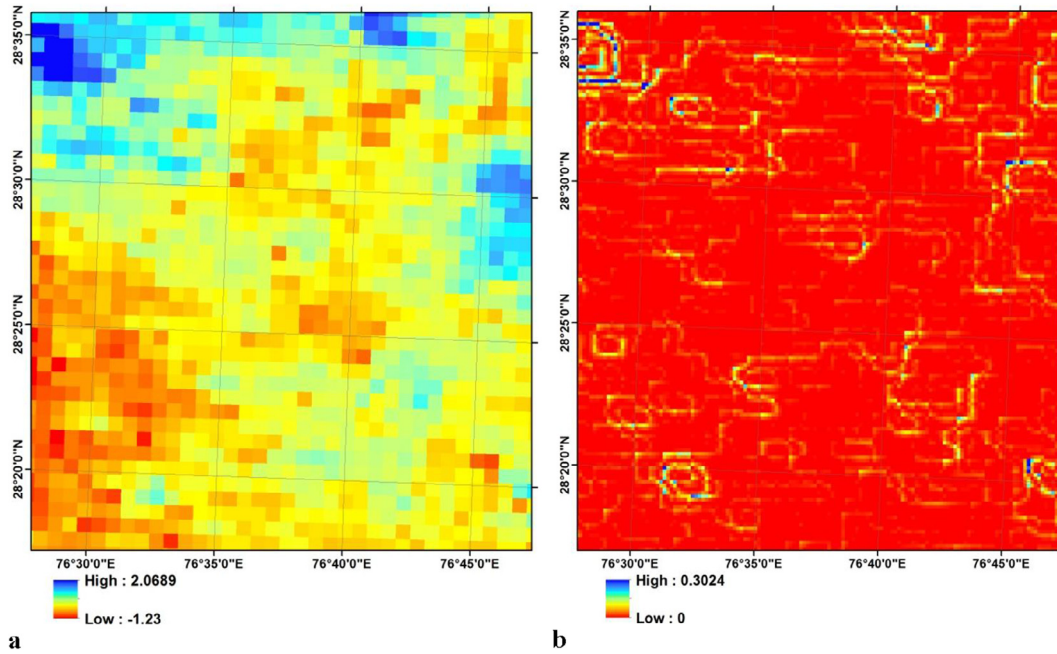 28°35'0"N
28°30'0"N
28°25'0"N
28°20'0"N
76°30'0"E
76°35'0"E
76°40'0"E
76°45'0"E
High : 2.0689
Low : -1.23
a
28°35'0"N
28°30'0"N
28°25'0"N
28°20'0"N
76°30'0"E
76°35'0"E
76°40'0"E
76°45'0"E
High : 0.3024
Low : 0
b